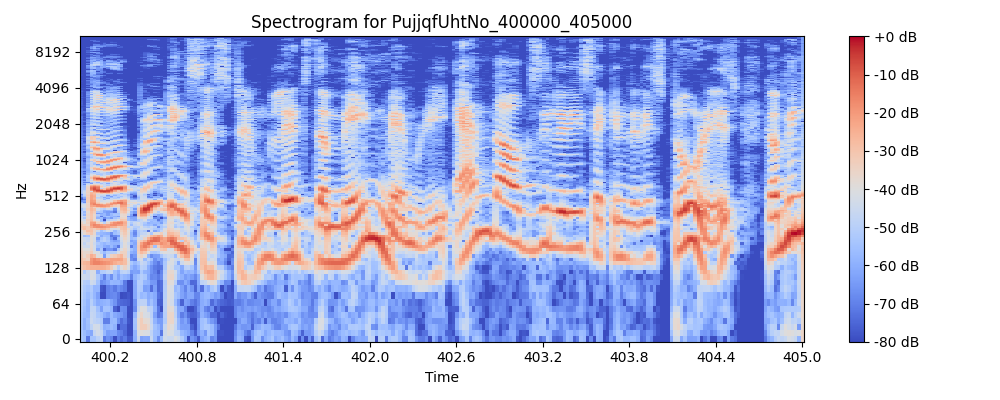 Spectrogram for PujjqfUhtNo_400000_405000
8192
4096
2048
1024
512
256
128
64
0
Hz
400.2 400.8 401.4 402.0 402.6 403.2 403.8 404.4 405.0
Time
+0 dB
-10 dB
-20 dB
-30 dB
-40 dB
-50 dB
-60 dB
-70 dB
-80 dB